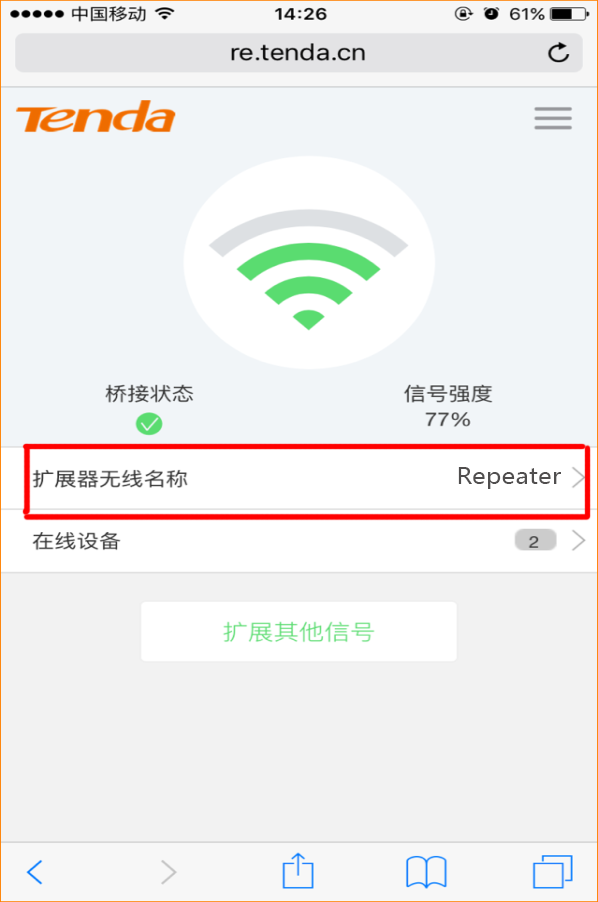 中国移动 14:26 61%
re.tenda.cn
Tenda
桥接状态 信号强度
77%
扩展器无线名称 Repeater
在线设备 2
扩展其他信号